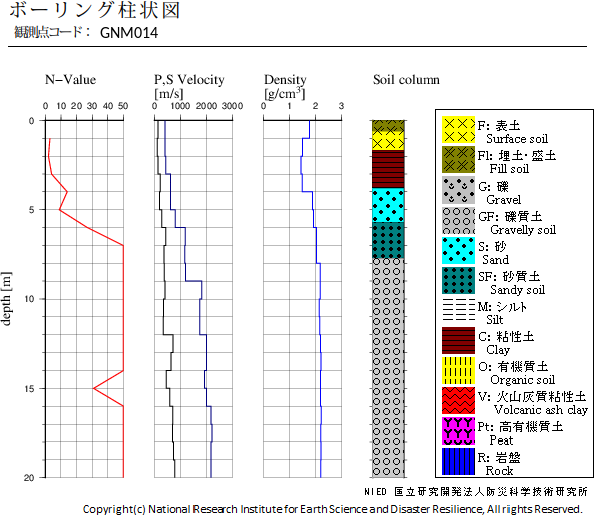 ボーリング柱状図
観測点コード： GNM014
N−Value
P,S Velocity
[m/s]
Density
[g/cm³]
Soil column
0 10 20 30 40 50
0 1000 2000 3000
0 1 2 3
0
5
10
15
20
depth [m]
F: 表土
Surface soil
Fl: 埋土・盛土
Fill soil
G: 礫
Gravel
GF: 礫質土
Gravelly soil
S: 砂
Sand
SF: 砂質土
Sandy soil
M: シルト
Silt
C: 粘性土
Clay
O: 有機質土
Organic soil
V: 火山灰質粘性土
Volcanic ash clay
Pt: 高有機質土
Peat
R: 岩盤
Rock
NIED 国立研究開発法人防災科学技術研究所
Copyright(c) National Research Institute for Earth Science and Disaster Resilience, All rights Reserved.